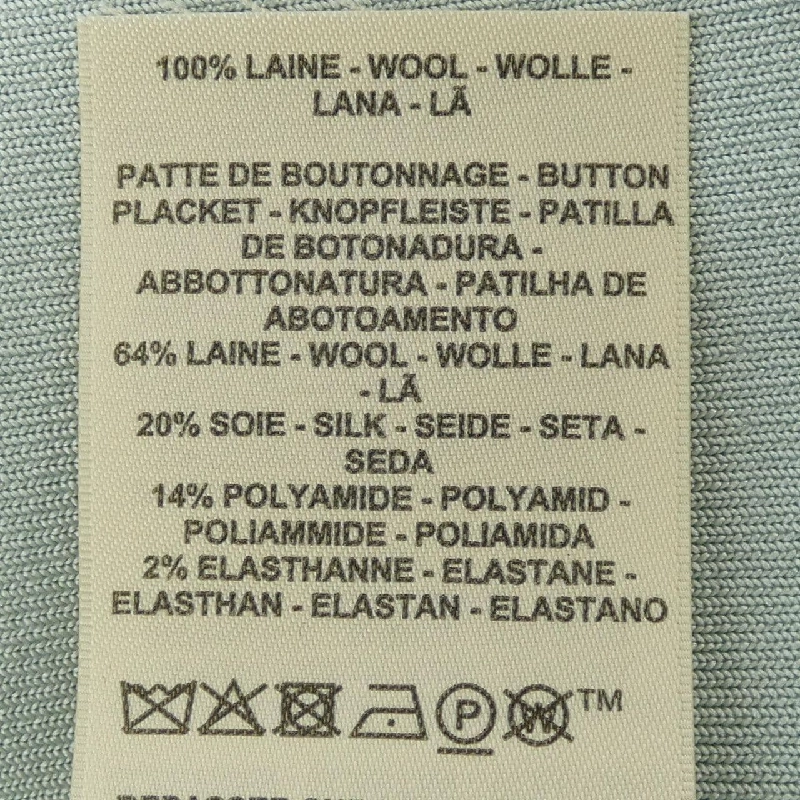 100% LAINE - WOOL - WOLLE -
LANA - LÃ
PATTE DE BOUTONNAGE - BUTTON
PLACKET - KNOPFLEISTE - PATILLA
DE BOTONADURA -
ABBOTTONATURA - PATILHA DE
ABOTOAMENTO
64% LAINE - WOOL - WOLLE - LANA
- LÃ
20% SOIE - SILK - SEIDE - SETA -
SEDA
14% POLYAMIDE - POLYAMID -
POLIAMMIDE - POLIAMIDA
2% ELASTHANNE - ELASTANE -
ELASTHAN - ELASTAN - ELASTANO
P W TM